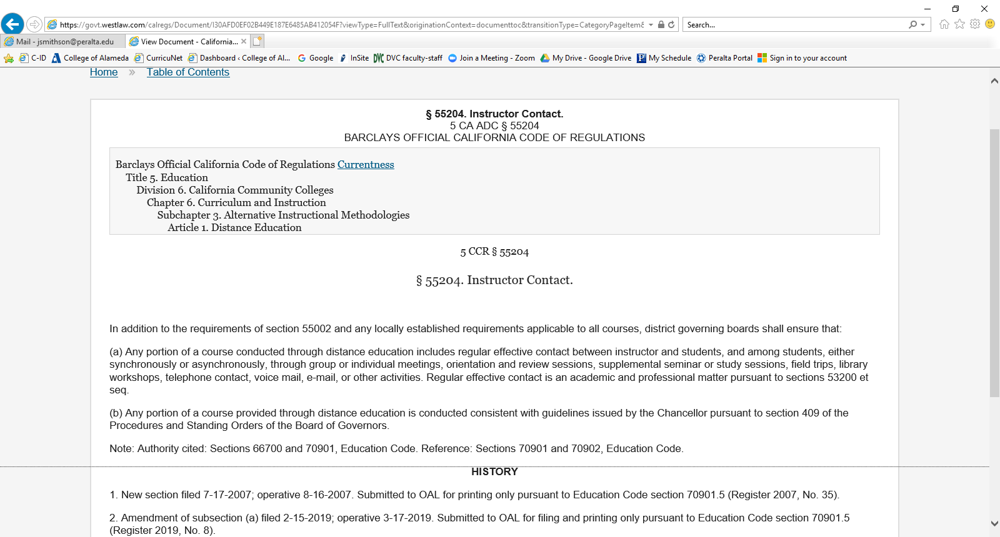 https://govt.westlaw.com/calregs/Document/I30AFD0EF02B449E187E6485AB412054F?viewType=FullText&originationContext=documenttoc&transitionType=CategoryPageItem&
Search...
Mail - jsmithson@peralta.edu
View Document - California...
C-ID
College of Alameda
CurricuNet
Dashboard ‹ College of Al...
Google
InSite
DVC faculty-staff
Join a Meeting - Zoom
My Drive - Google Drive
My Schedule
Peralta Portal
Sign in to your account
Home » Table of Contents
§ 55204. Instructor Contact.
5 CA ADC § 55204
BARCLAYS OFFICIAL CALIFORNIA CODE OF REGULATIONS
Barclays Official California Code of Regulations Currentness
Title 5. Education
Division 6. California Community Colleges
Chapter 6. Curriculum and Instruction
Subchapter 3. Alternative Instructional Methodologies
Article 1. Distance Education
5 CCR § 55204
§ 55204. Instructor Contact.
In addition to the requirements of section 55002 and any locally established requirements applicable to all courses, district governing boards shall ensure that:
(a) Any portion of a course conducted through distance education includes regular effective contact between instructor and students, and among students, either
synchronously or asynchronously, through group or individual meetings, orientation and review sessions, supplemental seminar or study sessions, field trips, library
workshops, telephone contact, voice mail, e-mail, or other activities. Regular effective contact is an academic and professional matter pursuant to sections 53200 et
seq.
(b) Any portion of a course provided through distance education is conducted consistent with guidelines issued by the Chancellor pursuant to section 409 of the
Procedures and Standing Orders of the Board of Governors.
Note: Authority cited: Sections 66700 and 70901, Education Code. Reference: Sections 70901 and 70902, Education Code.
HISTORY
1. New section filed 7-17-2007; operative 8-16-2007. Submitted to OAL for printing only pursuant to Education Code section 70901.5 (Register 2007, No. 35).
2. Amendment of subsection (a) filed 2-15-2019; operative 3-17-2019. Submitted to OAL for filing and printing only pursuant to Education Code section 70901.5
(Register 2019, No. 8).